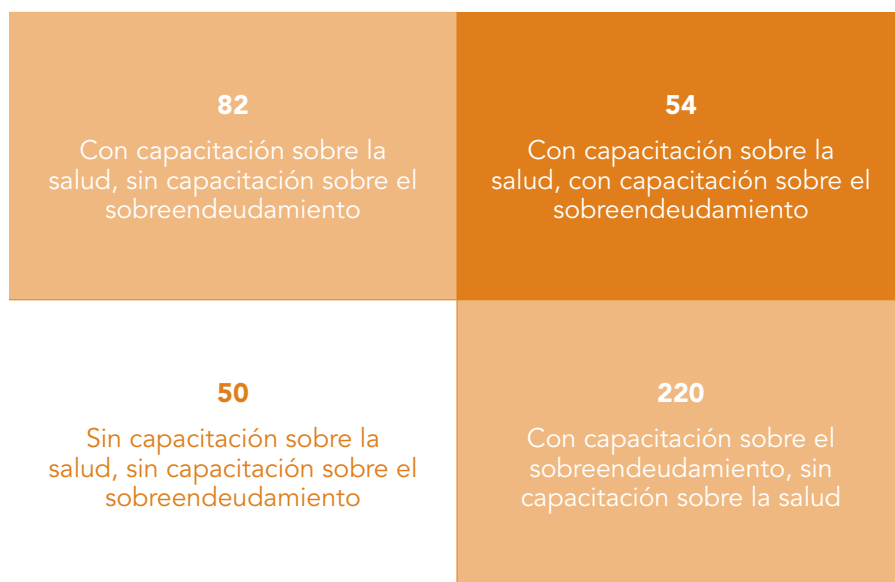 82
Con capacitación sobre la
salud, sin capacitación sobre el
sobreendeudamiento
54
Con capacitación sobre la
salud, con capacitación sobre el
sobreendeudamiento
50
Sin capacitación sobre la
salud, sin capacitación sobre el
sobreendeudamiento
220
Con capacitación sobre el
sobreendeudamiento, sin
capacitación sobre la salud